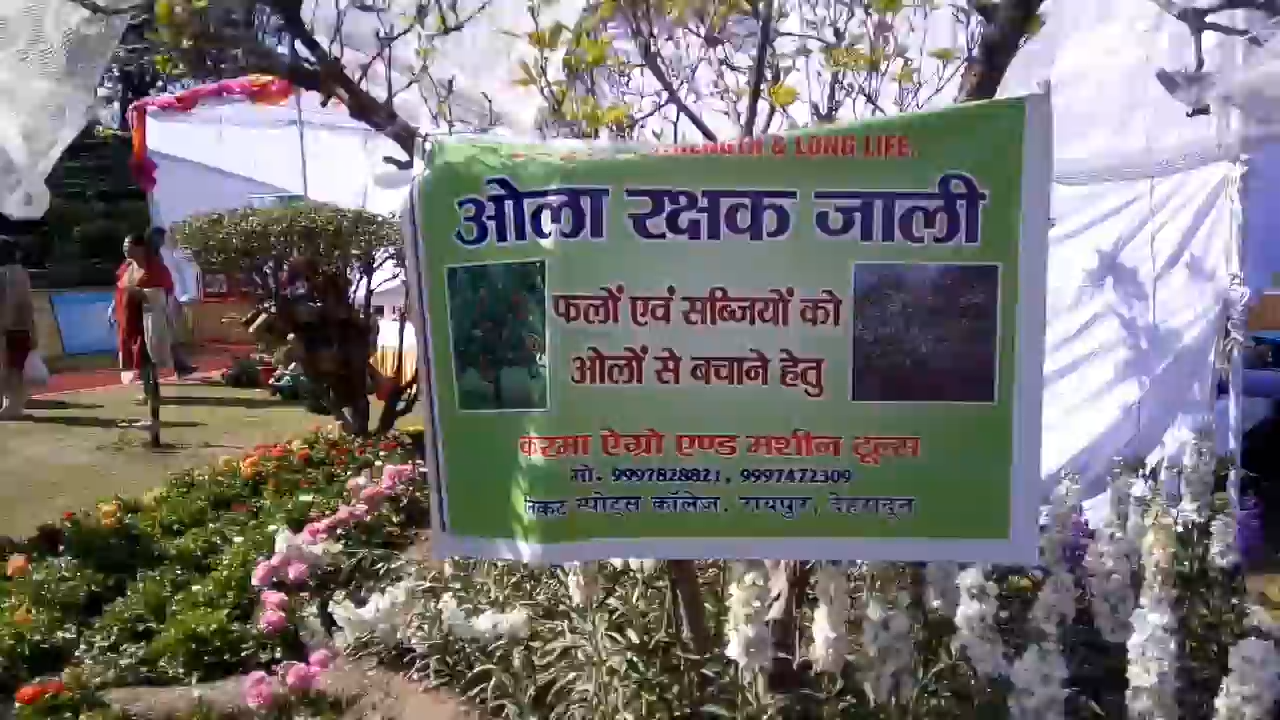 & LONG LIFE.
ओला रक्षक जाली
फलों एवं सब्जियों को
ओलों से बचाने हेतु
करमा ऐग्रो एण्ड मशीन टूल्स
मो. 9997828821, 9997472309
निकट स्पोर्ट्स कॉलेज, रायपुर, देहरादून